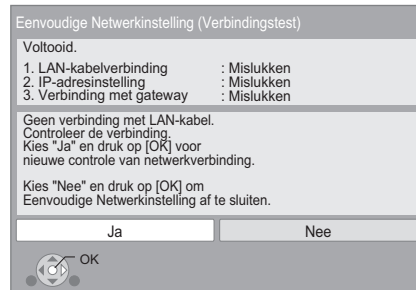 Eenvoudige Netwerkinstelling (Verbindingstest)
Voltooid.
1. LAN-kabelverbinding : Mislukken
2. IP-adresinstelling : Mislukken
3. Verbinding met gateway : Mislukken
Geen verbinding met LAN-kabel.
Controleer de verbinding.
Kies "Ja" en druk op [OK] voor
nieuwe controle van netwerkverbinding.
Kies "Nee" en druk op [OK] om
Eenvoudige Netwerkinstelling af te sluiten.
Ja Nee
OK